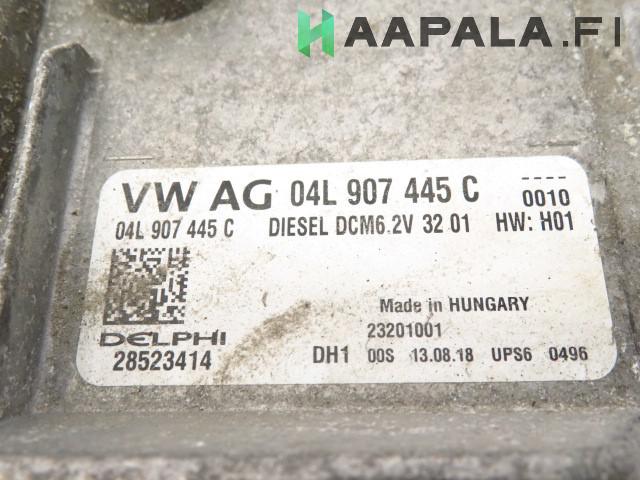 HAAPALA.FI
VW AG 04L 907 445 C ----
0010
04L 907 445 C DIESEL DCM6.2V 32 01 HW: H01
Made in HUNGARY
DELPHI 23201001
28523414 DH1 00S 13.08.18 UPS6 0496